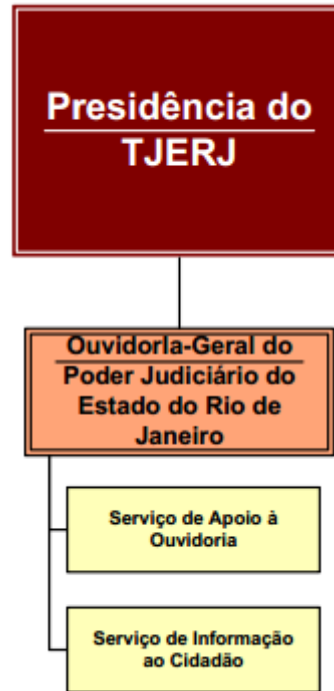 Presidência do
TJERJ
Ouvidoria-Geral do
Poder Judiciário do
Estado do Rio de
Janeiro
Serviço de Apoio à
Ouvidoria
Serviço de Informação
ao Cidadão